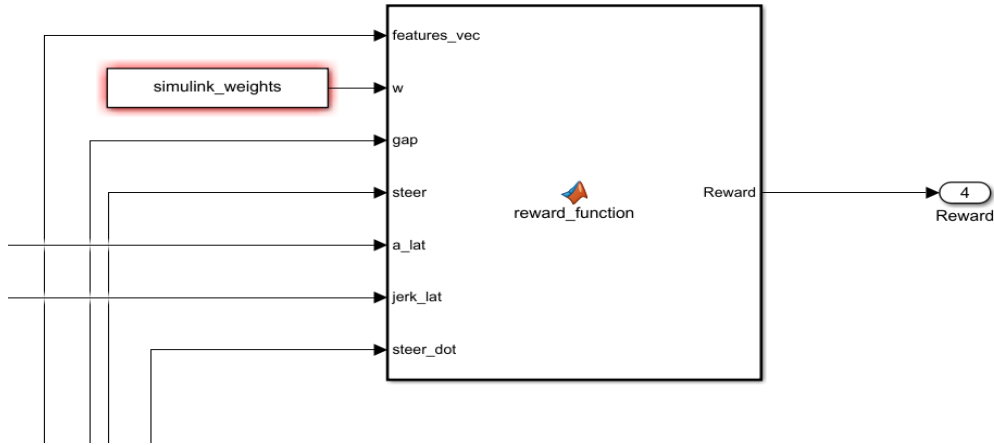 features_vec
simulink_weights
w
gap
steer
reward_function
Reward
4
Reward
a_lat
jerk_lat
steer_dot